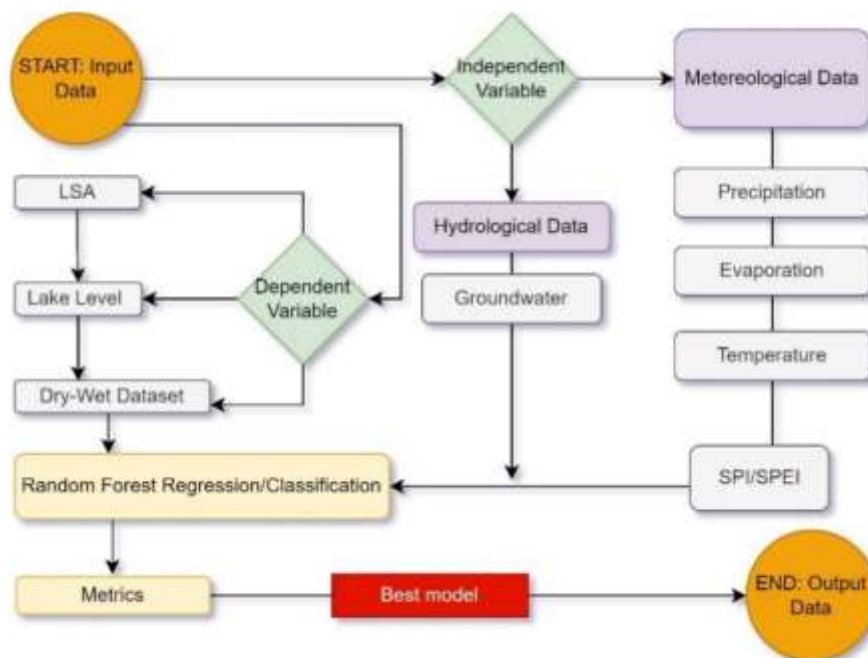 START: Input
Data
Independent
Variable
Metereological Data
LSA
Precipitation
Hydrological Data
Lake Level
Dependent
Variable
Evaporation
Groundwater
Temperature
Dry-Wet Dataset
Random Forest Regression/Classification
SPI/SPEI
Metrics
Best model
END: Output
Data